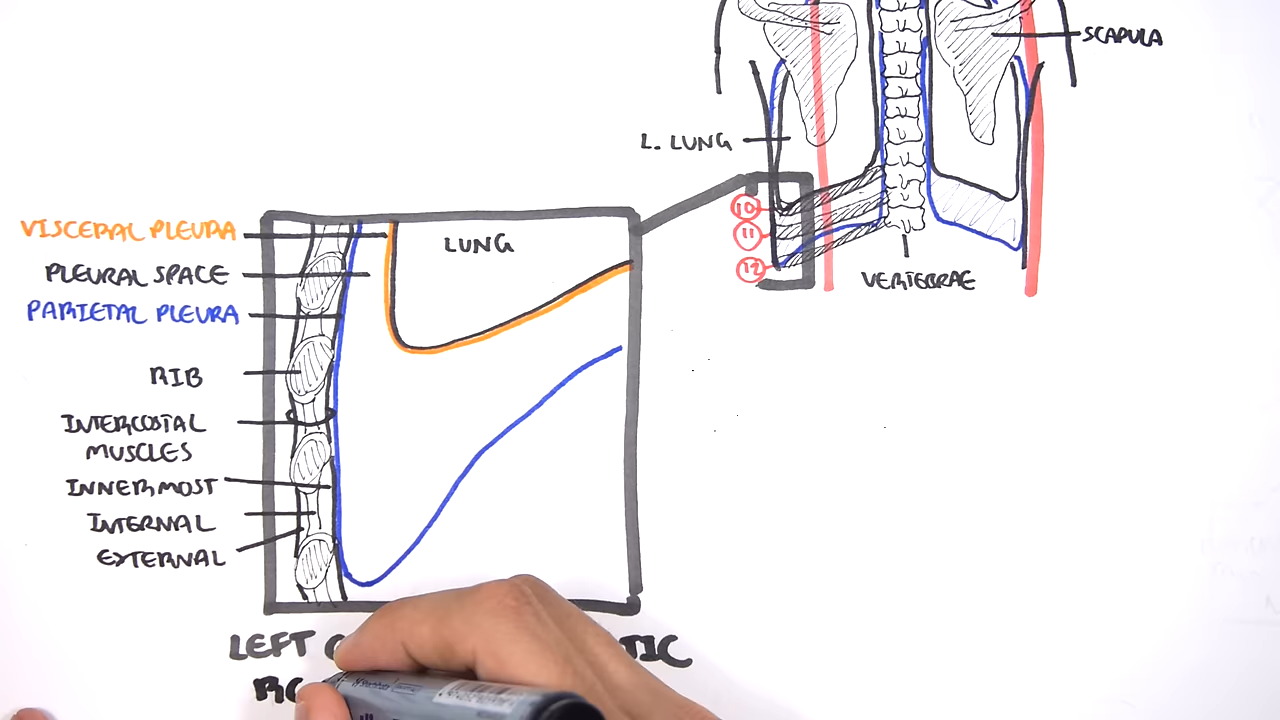 SCAPULA
L. LUNG
10
11
12
VERTEBRAE
VISCERAL PLEURA
LUNG
PLEURAL SPACE
PARIETAL PLEURA
RIB
INTERCOSTAL
MUSCLES
INNERMOST
INTERNAL
EXTERNAL
LEFT